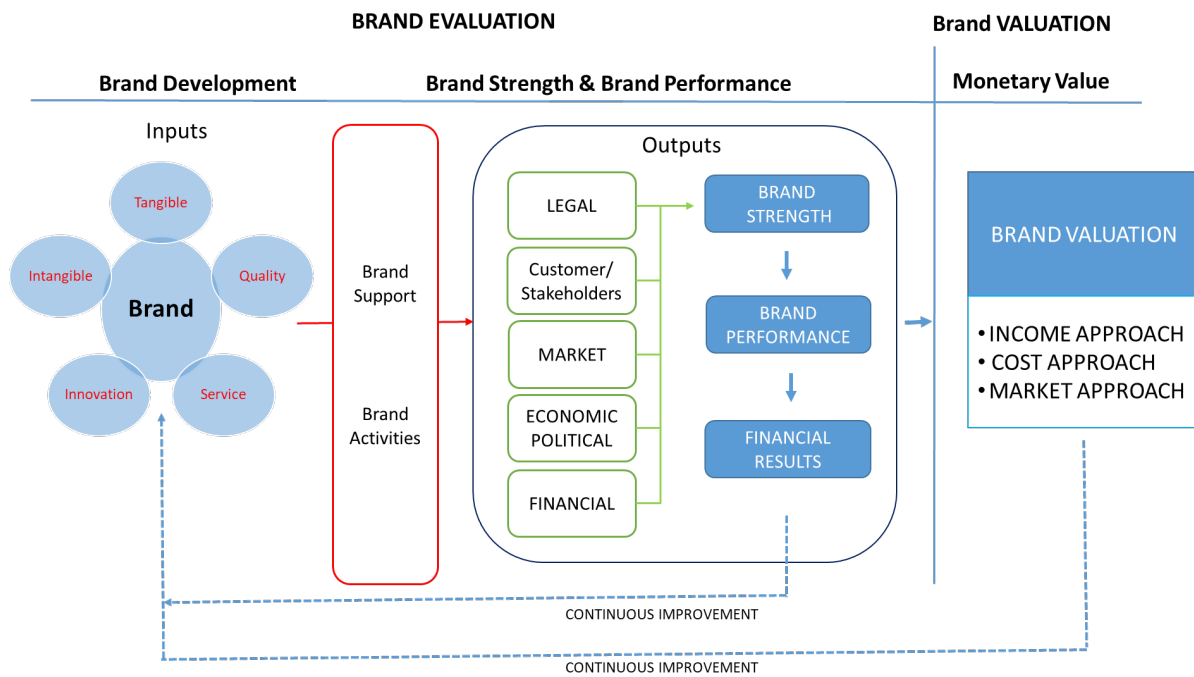 BRAND EVALUATION
Brand VALUATION
Brand Development
Brand Strength & Brand Performance
Monetary Value
Inputs
Tangible
Intangible
Quality
Brand
Innovation
Service
Brand
Support
Brand
Activities
Outputs
LEGAL
Customer/
Stakeholders
MARKET
ECONOMIC
POLITICAL
FINANCIAL
BRAND
STRENGTH
BRAND
PERFORMANCE
FINANCIAL
RESULTS
BRAND VALUATION
• INCOME APPROACH
• COST APPROACH
• MARKET APPROACH
CONTINUOUS IMPROVEMENT
CONTINUOUS IMPROVEMENT